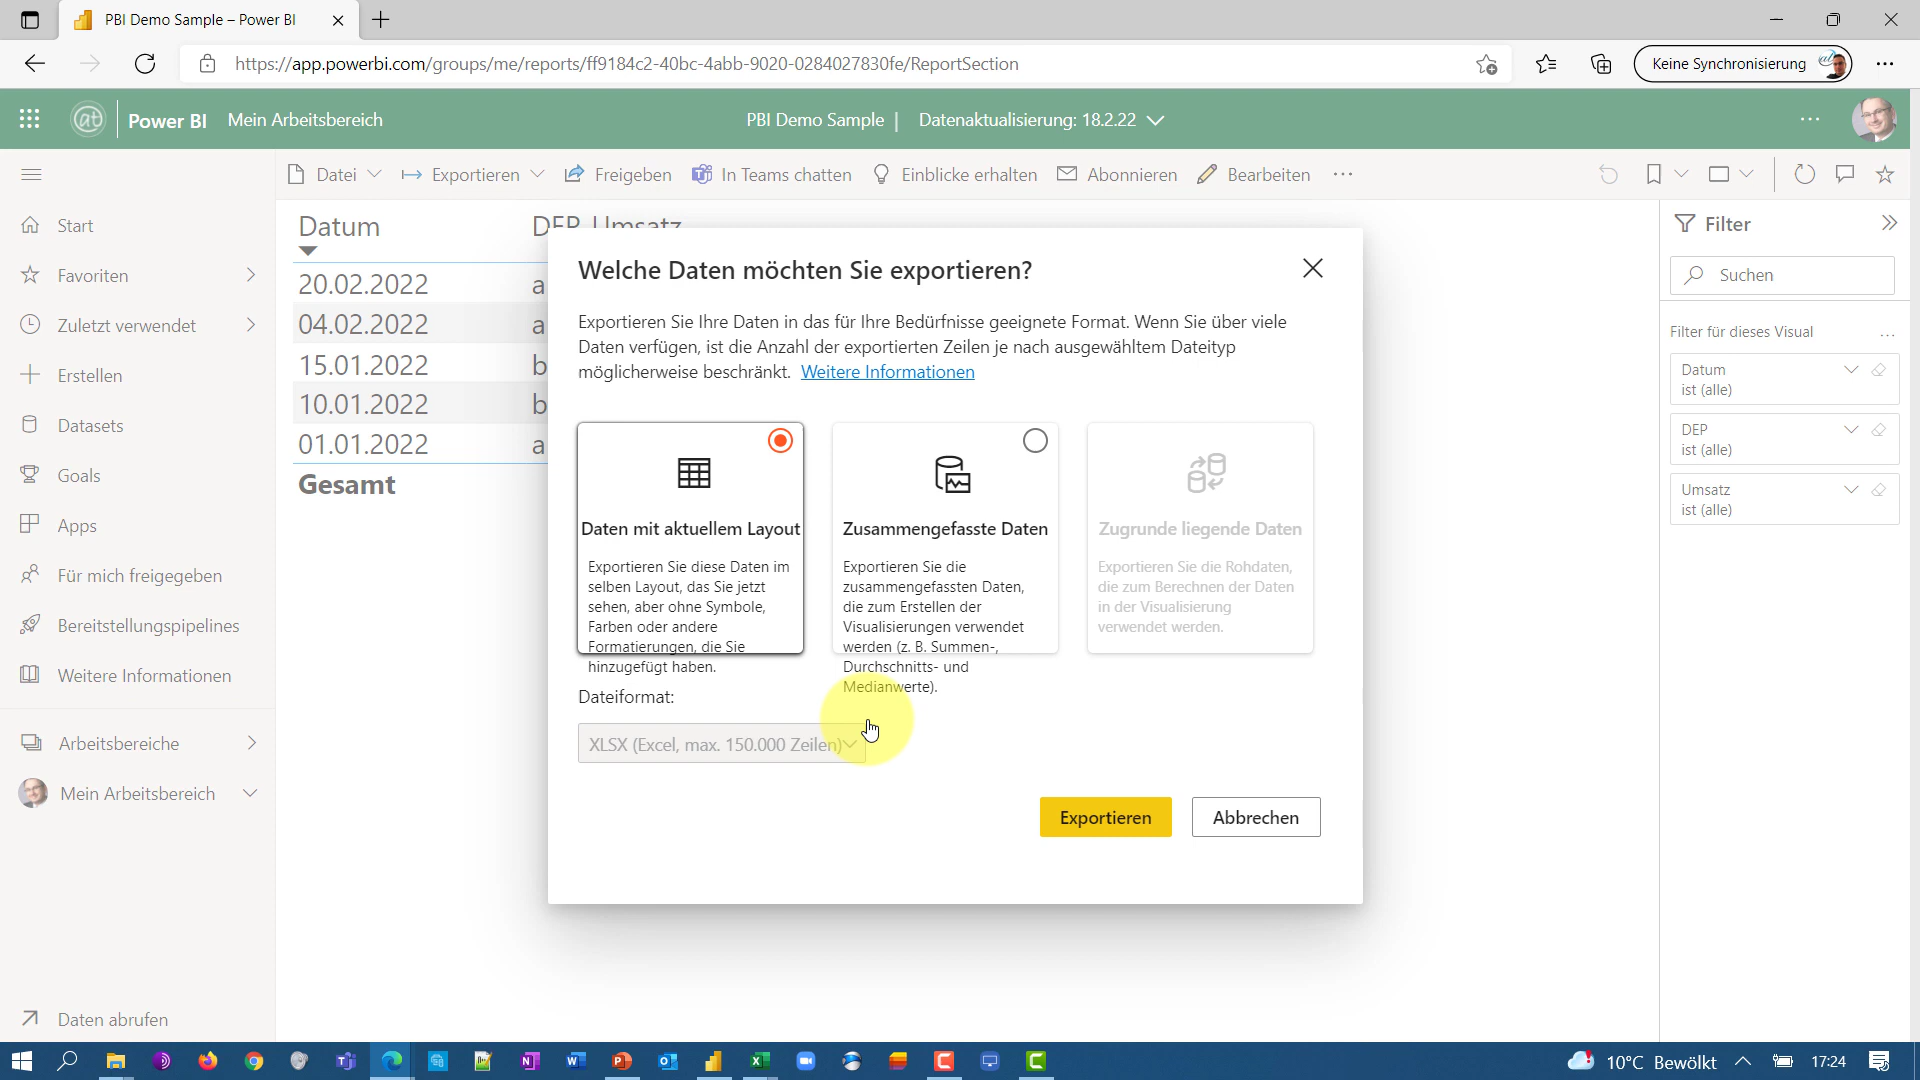 PBI Demo Sample – Power BI
https://app.powerbi.com/groups/me/reports/ff9184c2-40bc-4abb-9020-0284027830fe/ReportSection
Keine Synchronisierung
Power BI
Mein Arbeitsbereich
PBI Demo Sample | Datenaktualisierung: 18.2.22
Datei
Exportieren
Freigeben
In Teams chatten
Einblicke erhalten
Abonnieren
Bearbeiten
Start
Favoriten
Zuletzt verwendet
Erstellen
Datasets
Goals
Apps
Für mich freigegeben
Bereitstellungspipelines
Weitere Informationen
Arbeitsbereiche
Mein Arbeitsbereich
Daten abrufen
Datum DEP Umsatz
20.02.2022 a
04.02.2022 a
15.01.2022 b
10.01.2022 b
01.01.2022 a
Gesamt
Welche Daten möchten Sie exportieren?
Exportieren Sie Ihre Daten in das für Ihre Bedürfnisse geeignete Format. Wenn Sie über viele
Daten verfügen, ist die Anzahl der exportierten Zeilen je nach ausgewähltem Dateityp
möglicherweise beschränkt. Weitere Informationen
Daten mit aktuellem Layout
Exportieren Sie diese Daten im
selben Layout, das Sie jetzt
sehen, aber ohne Symbole,
Farben oder andere
Formatierungen, die Sie
hinzugefügt haben.
Zusammengefasste Daten
Exportieren Sie die
zusammengefassten Daten,
die zum Erstellen der
Visualisierungen verwendet
werden (z. B. Summen-,
Durchschnitts- und
Medianwerte).
Zugrunde liegende Daten
Exportieren Sie die Rohdaten,
die zum Berechnen der Daten
in der Visualisierung
verwendet werden.
Dateiformat:
XLSX (Excel, max. 150.000 Zeilen)
Exportieren
Abbrechen
Filter
Suchen
Filter für dieses Visual
Datum
ist (alle)
DEP
ist (alle)
Umsatz
ist (alle)
10°C Bewölkt
17:24